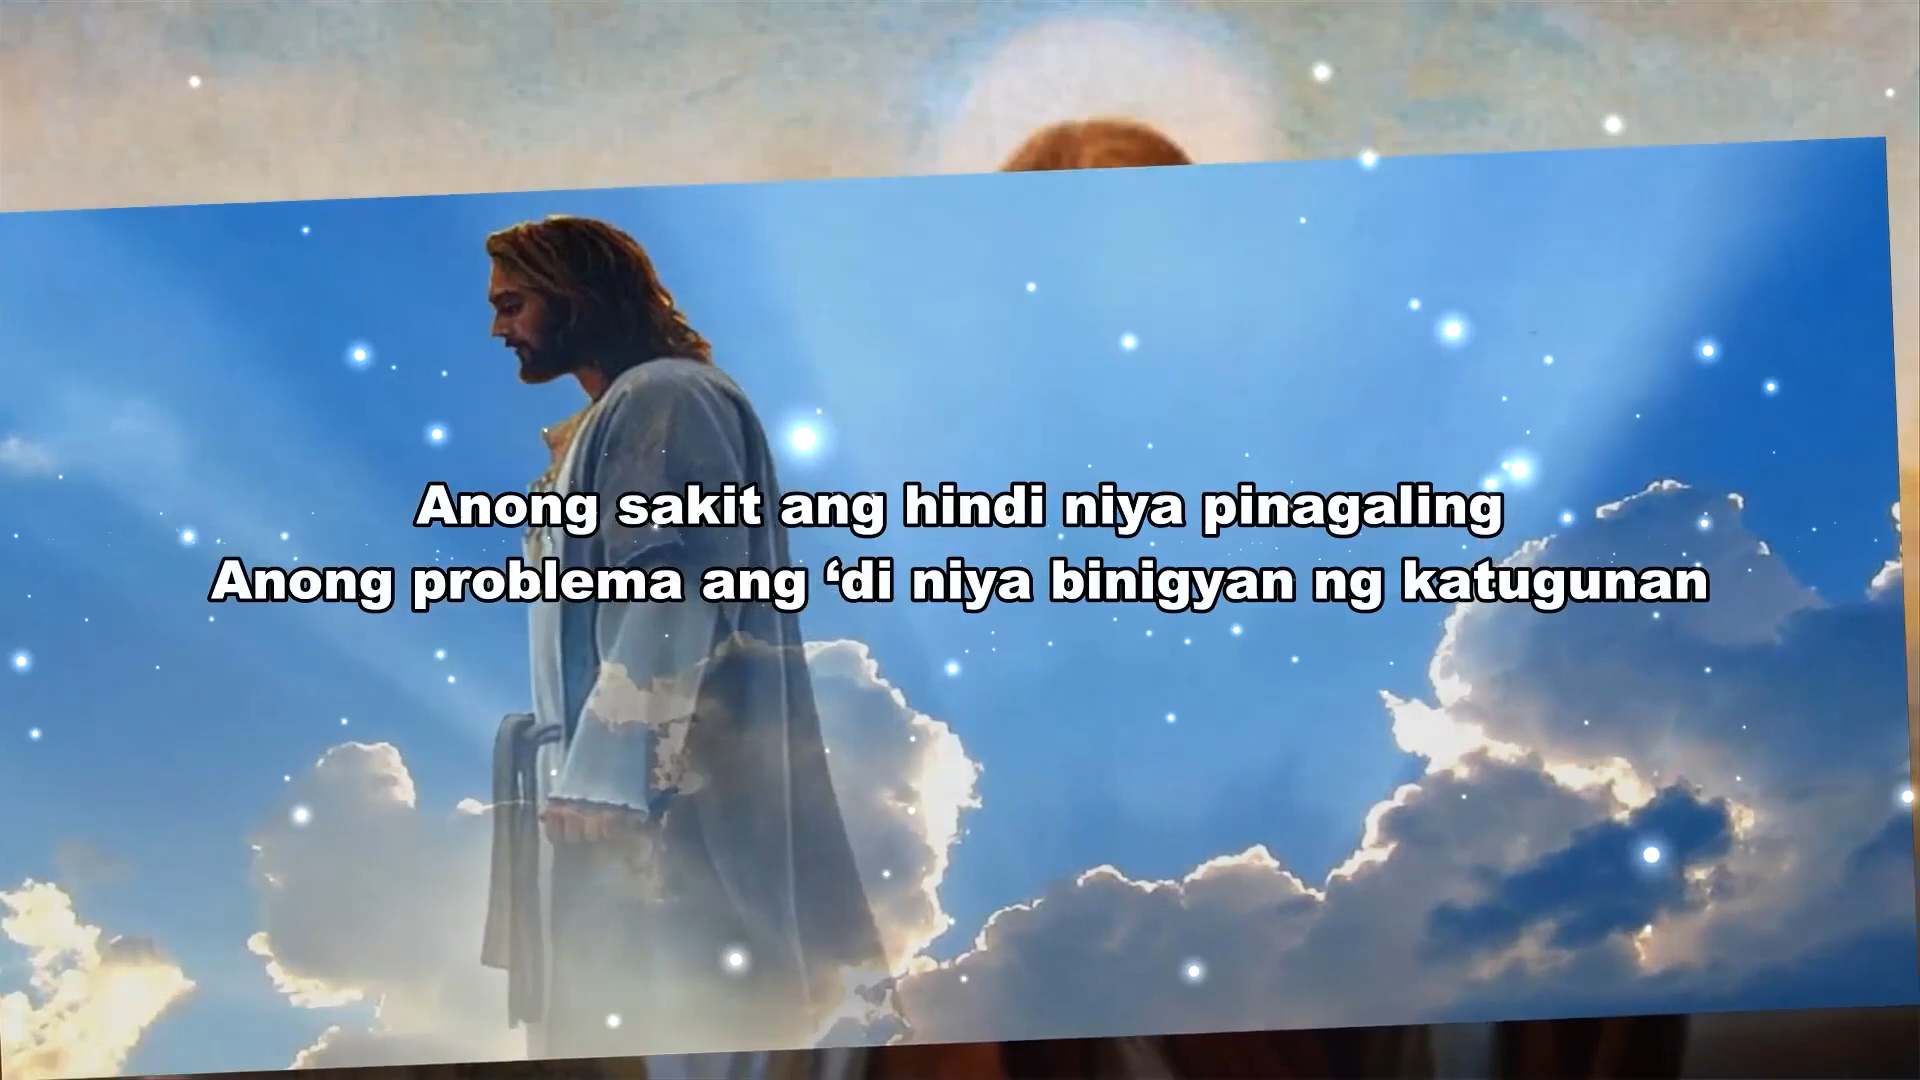 Anong sakit ang hindi niya pinagaling
Anong problema ang ‘di niya binigyan ng katugunan